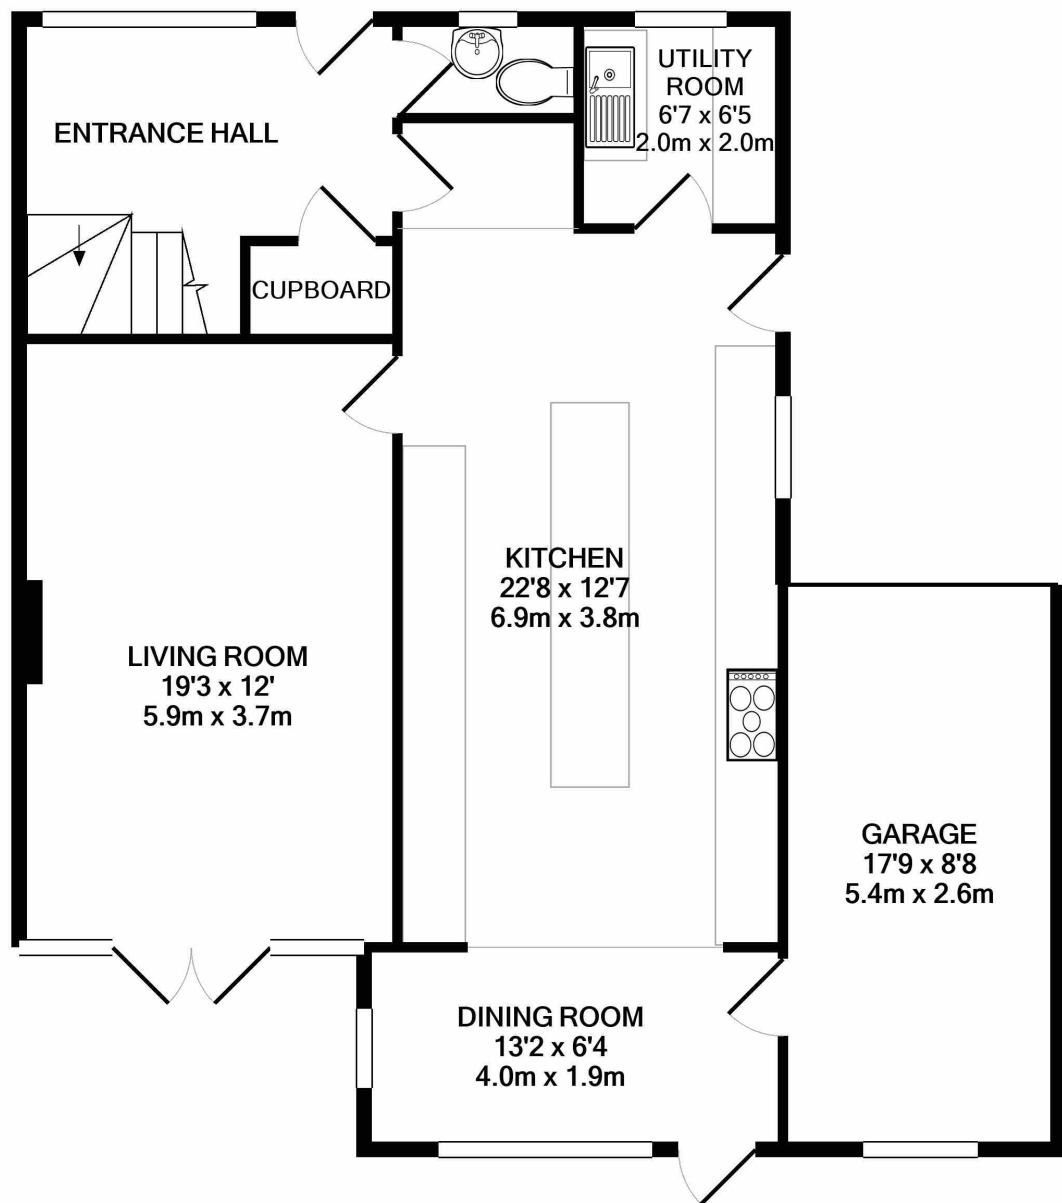 ENTRANCE HALL
UTILITY
ROOM
6'7 x 6'5
2.0m x 2.0m
CUPBOARD
KITCHEN
22'8 x 12'7
6.9m x 3.8m
LIVING ROOM
19'3 x 12'
5.9m x 3.7m
GARAGE
17'9 x 8'8
5.4m x 2.6m
DINING ROOM
13'2 x 6'4
4.0m x 1.9m